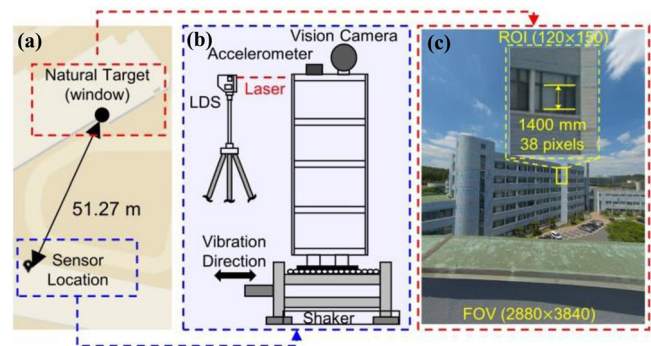 (a)
Natural Target
(window)
51.27 m
Sensor
Location
(b)
Vision Camera
Accelerometer
LDS
Laser
Vibration
Direction
Shaker
(c)
ROI (120×150)
1400 mm
38 pixels
FOV (2880×3840)